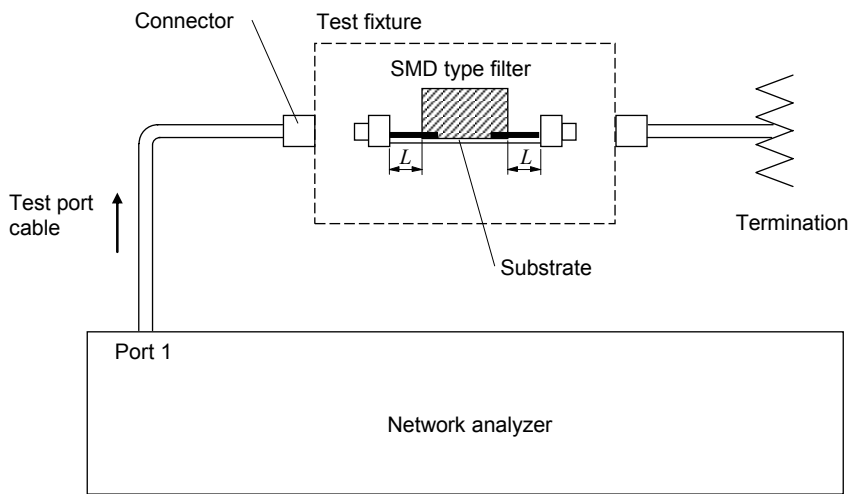 Connector
Test fixture
SMD type filter
L
L
Test port
cable
Termination
Substrate
Port 1
Network analyzer